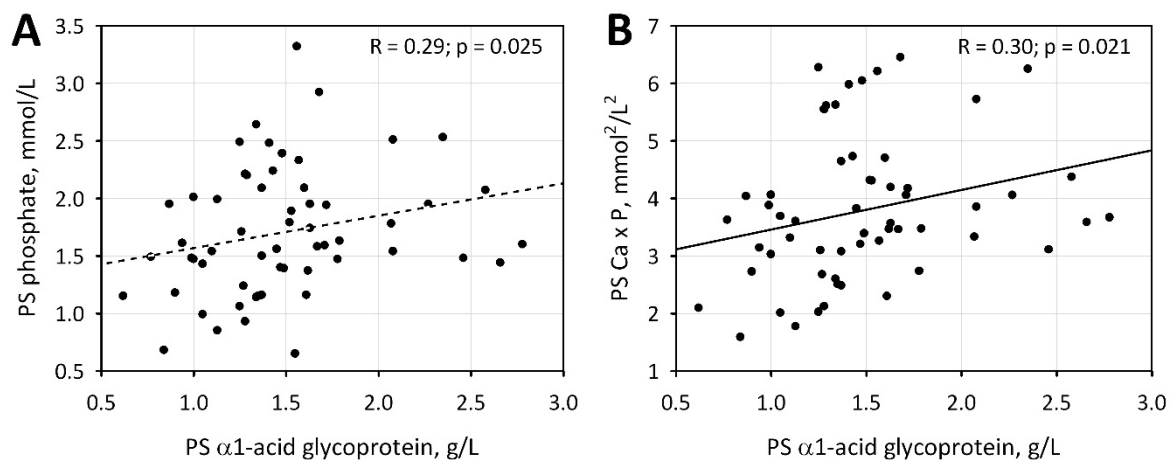 A
R = 0.29; p = 0.025
PS phosphate, mmol/L
3.5
3.0
2.5
2.0
1.5
1.0
0.5
0.5 1.0 1.5 2.0 2.5 3.0
PS α1-acid glycoprotein, g/L
B
R = 0.30; p = 0.021
PS Ca x P, mmol²/L²
7
6
5
4
3
2
1
0.5 1.0 1.5 2.0 2.5 3.0
PS α1-acid glycoprotein, g/L